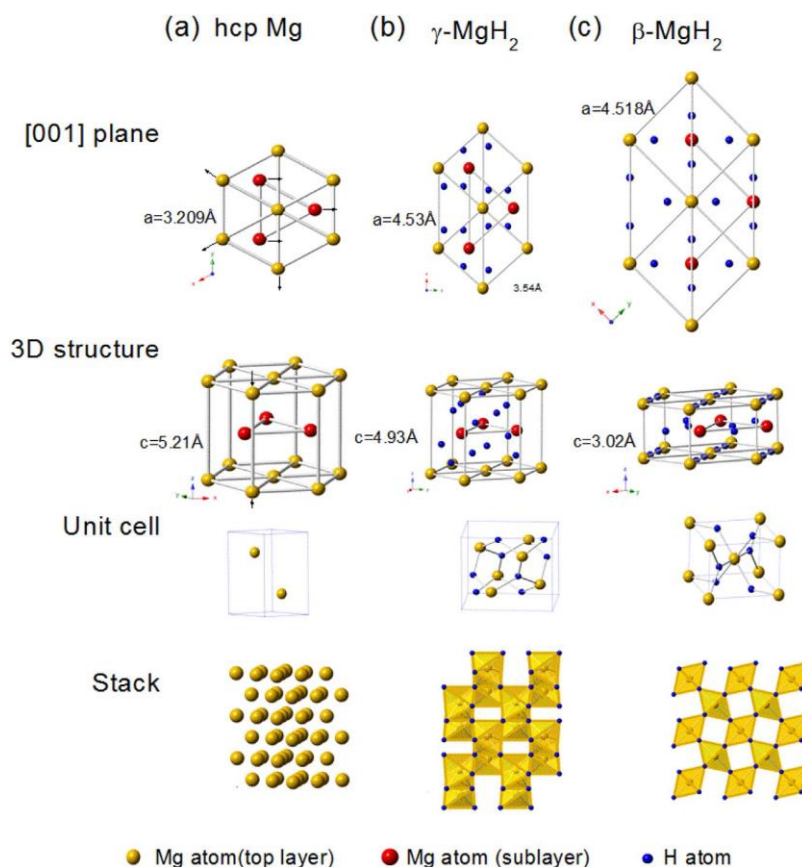 (a) hcp Mg
(b) γ-MgH2
(c) β-MgH2
[001] plane
a=3.209Å
a=4.53Å
3.54Å
a=4.518Å
3D structure
c=5.21Å
c=4.93Å
c=3.02Å
Unit cell
Stack
Mg atom(top layer)
Mg atom (sublayer)
H atom